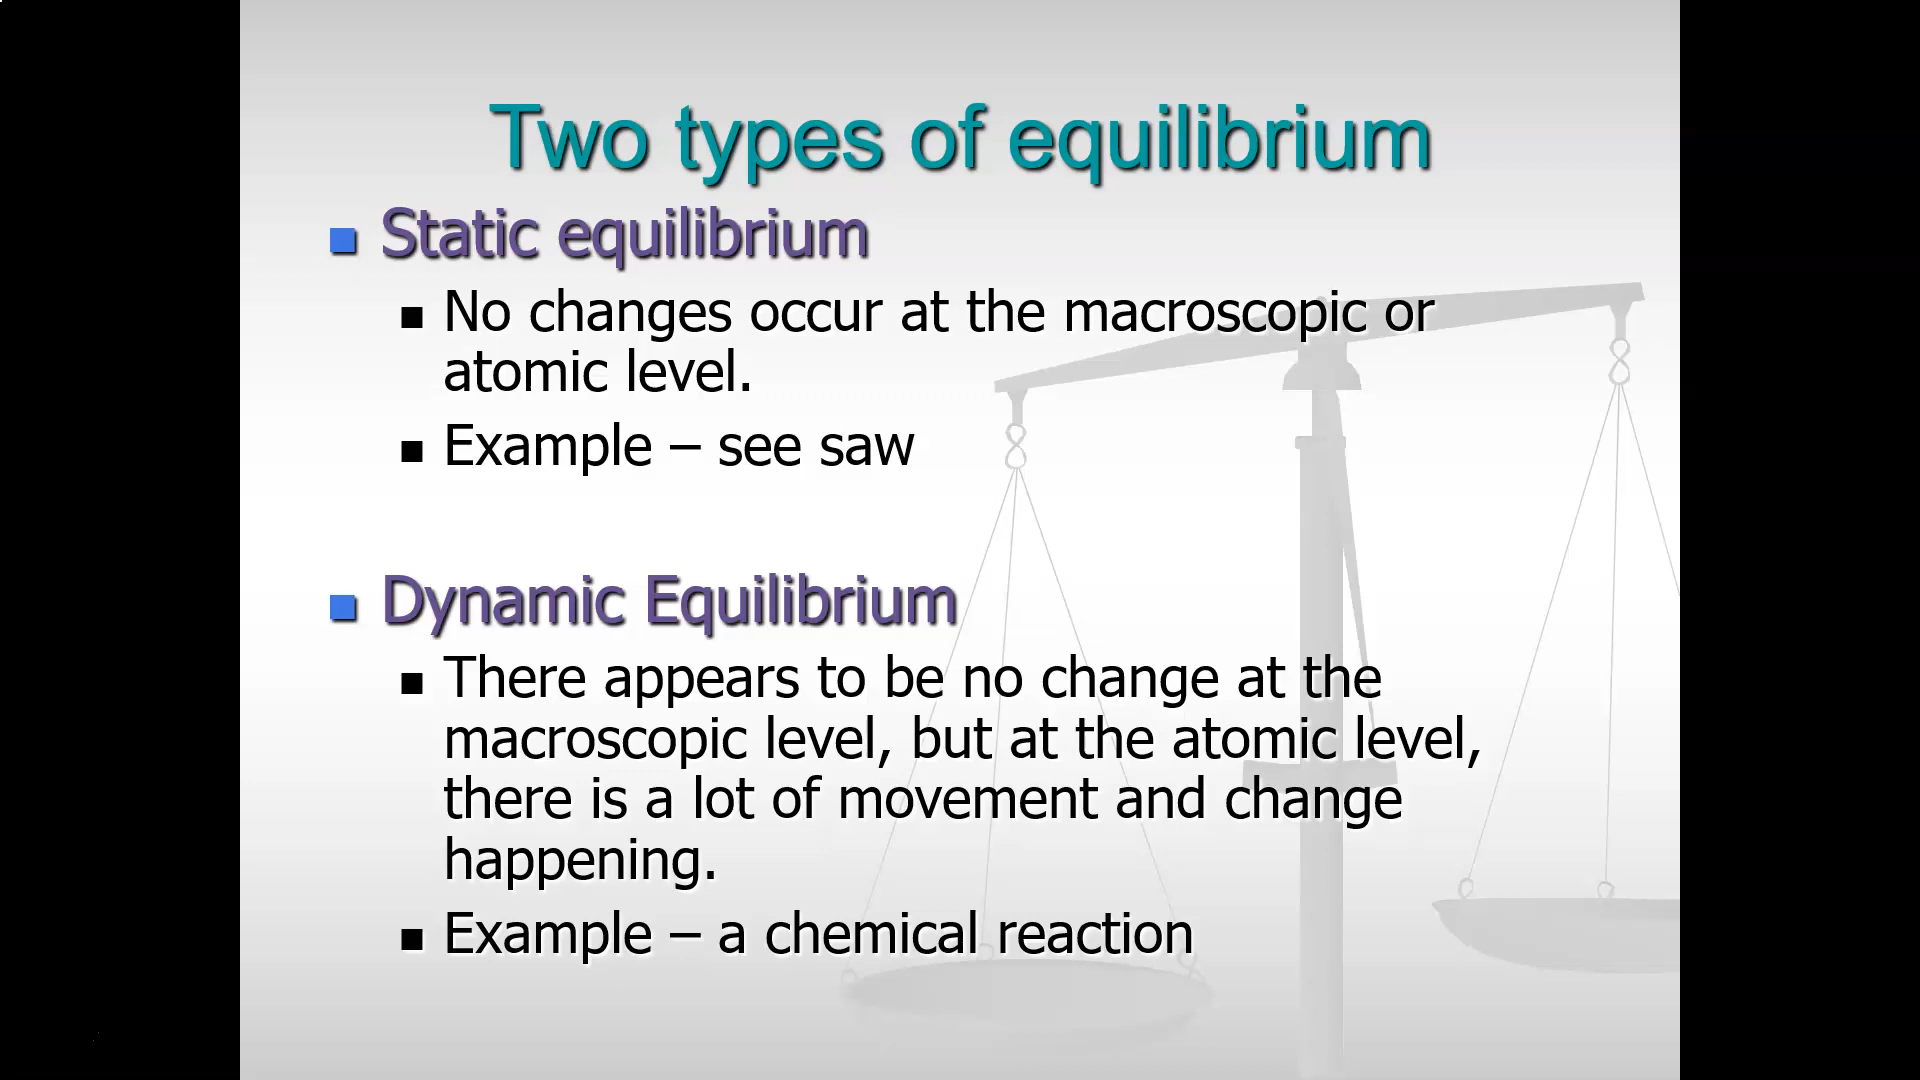 Two types of equilibrium
Static equilibrium
No changes occur at the macroscopic or
atomic level.
Example – see saw
Dynamic Equilibrium
There appears to be no change at the
macroscopic level, but at the atomic level,
there is a lot of movement and change
happening.
Example – a chemical reaction